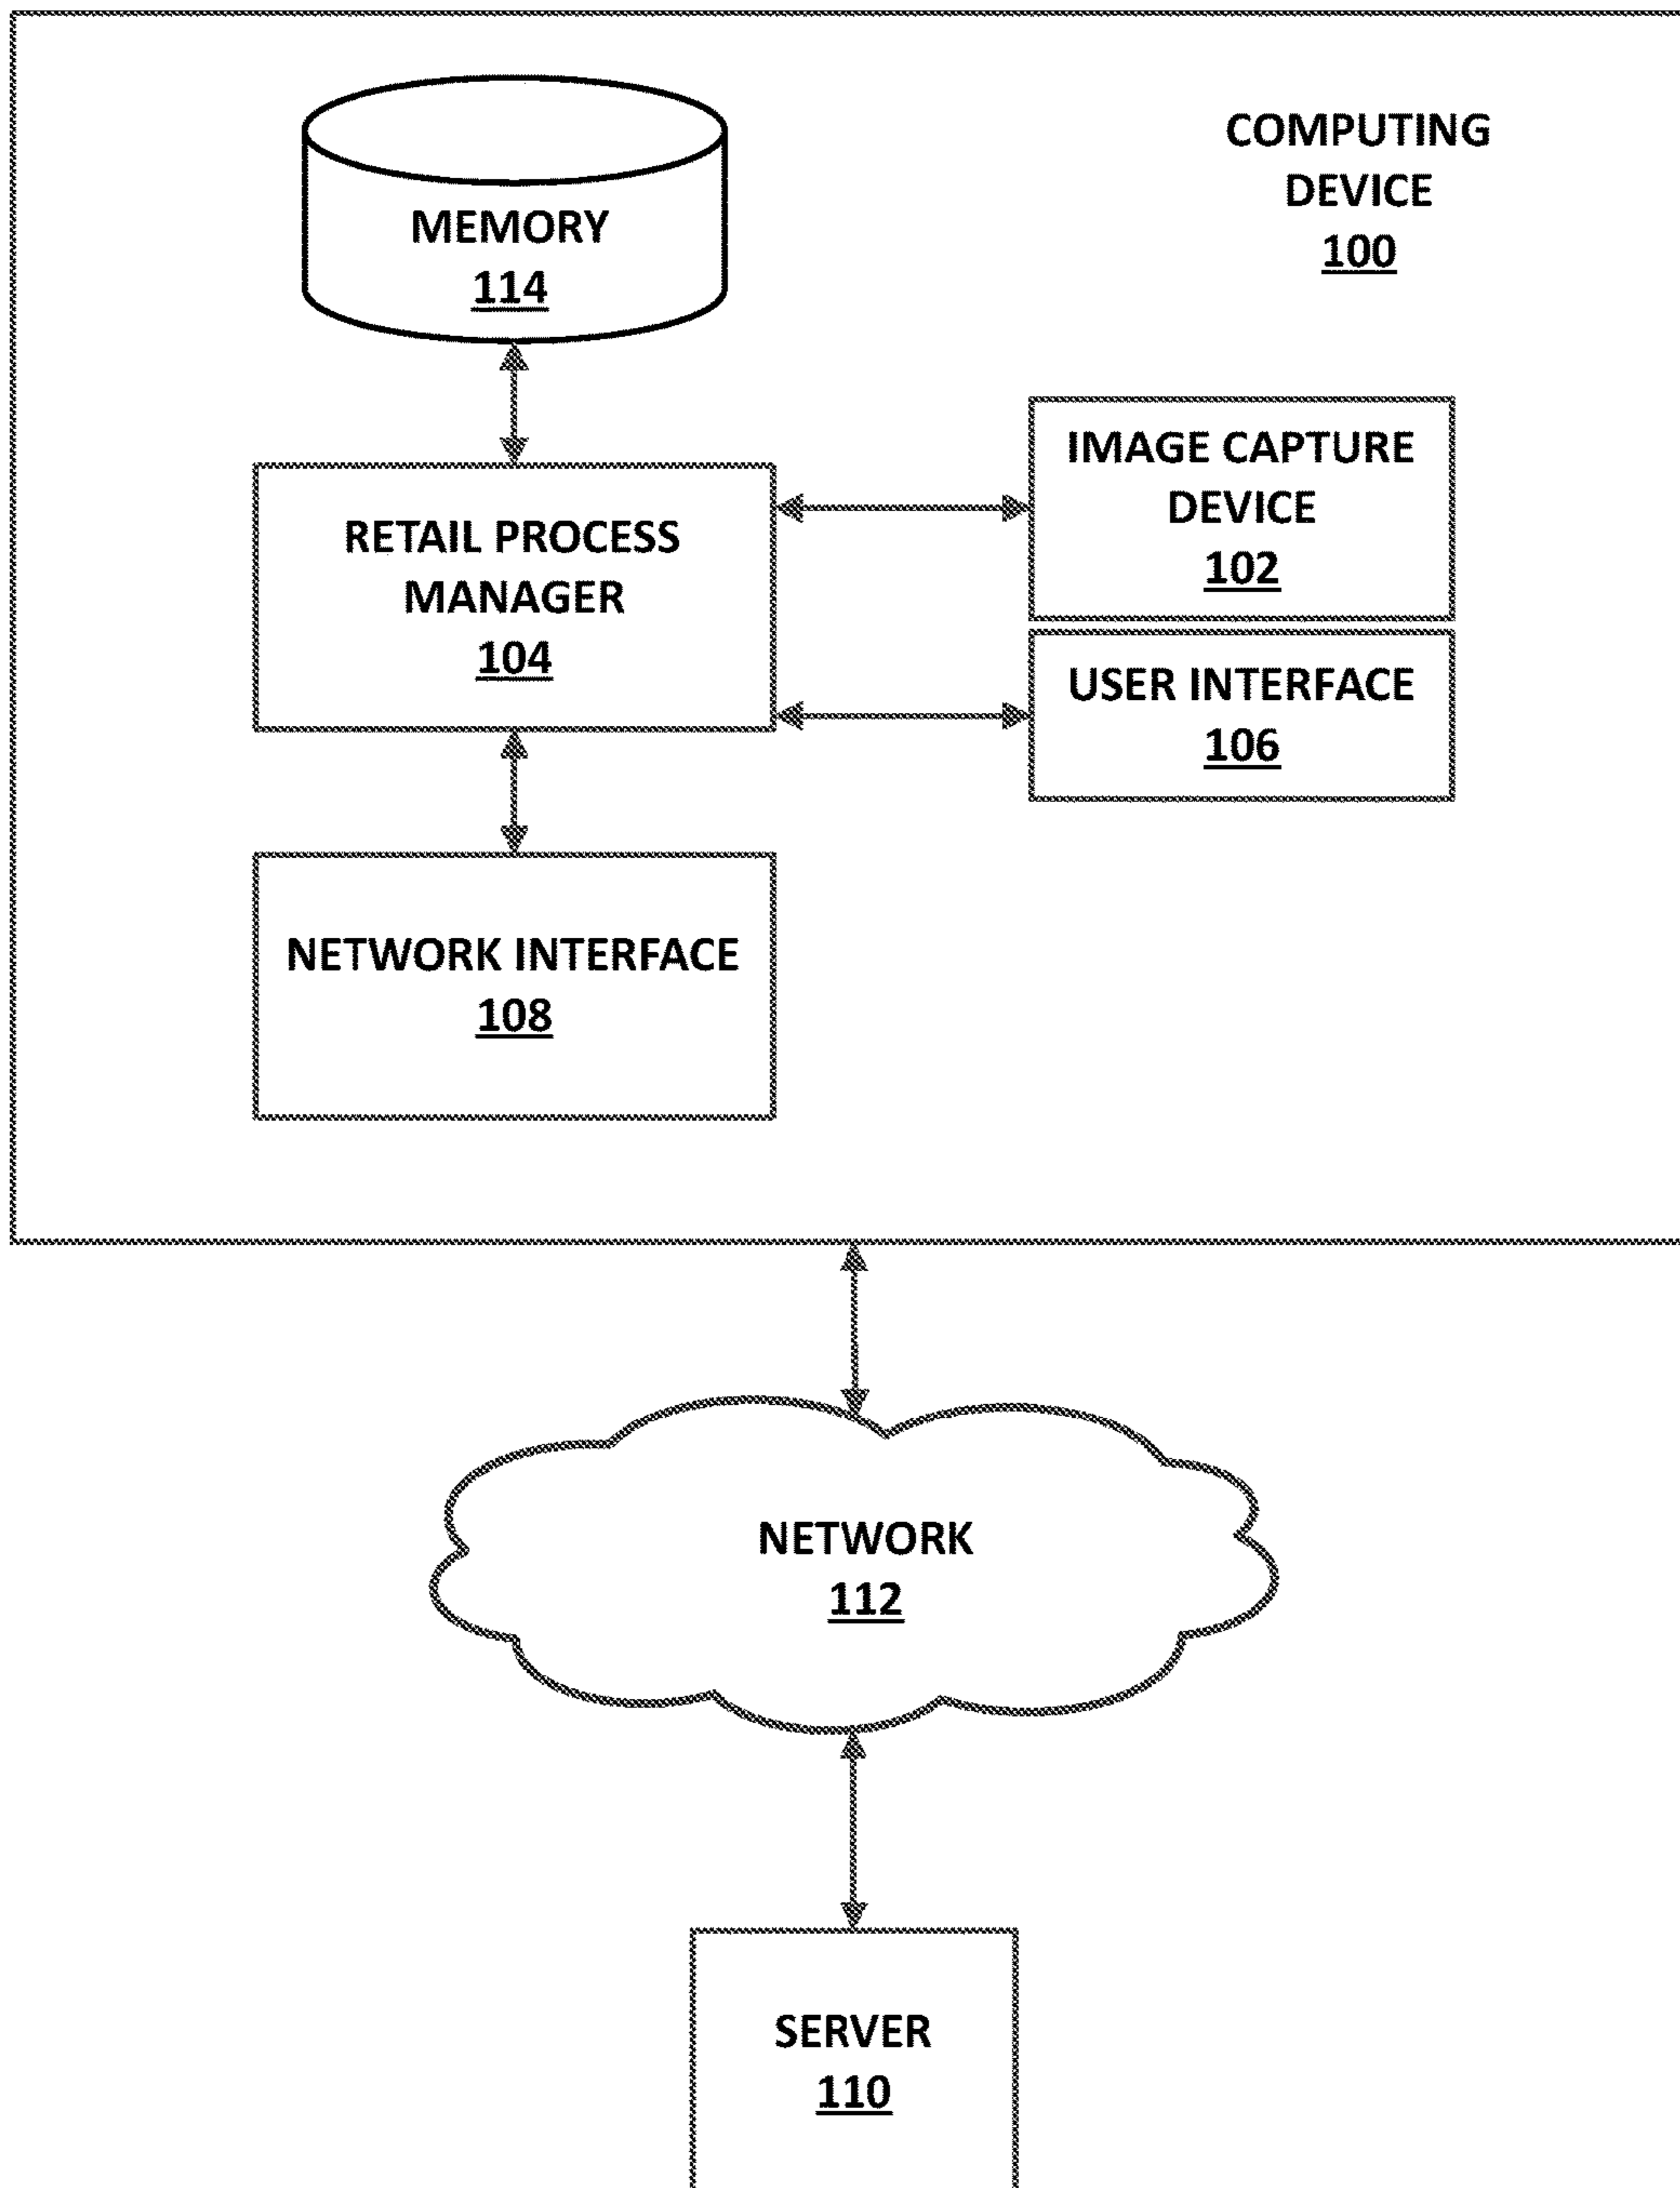 COMPUTING
DEVICE
100
MEMORY
114
IMAGE CAPTURE
DEVICE
102
RETAIL PROCESS
MANAGER
104
USER INTERFACE
106
NETWORK INTERFACE
108
NETWORK
112
SERVER
110